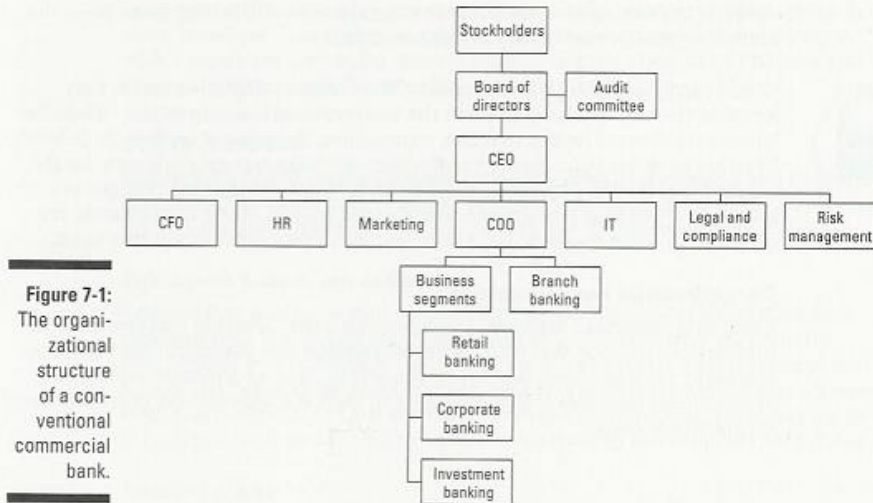 Stockholders
Board of
directors
Audit
committee
CEO
CFO
HR
Marketing
COO
IT
Legal and
compliance
Risk
management
Business
segments
Branch
banking
Retail
banking
Corporate
banking
Investment
banking
Figure 7-1:
The organi-
zational
structure
of a con-
ventional
commercial
bank.